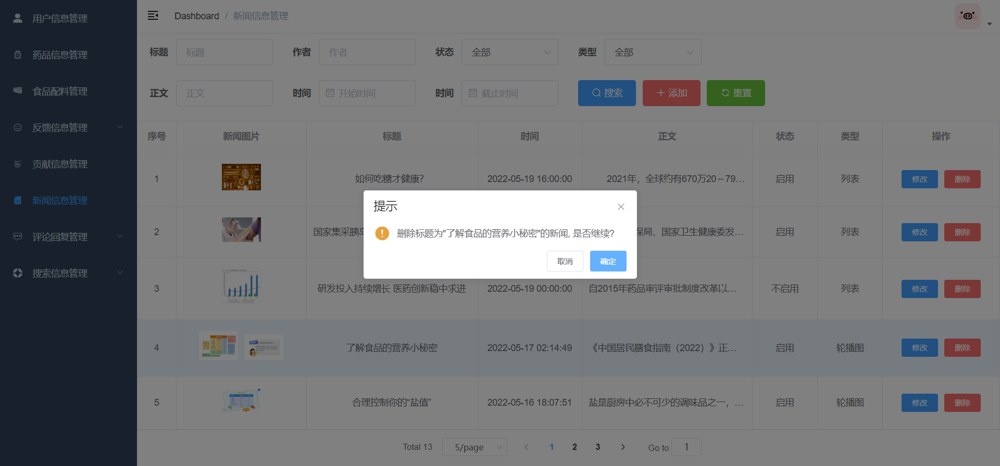 用户信息管理
药品信息管理
食品配料管理
反馈信息管理
贡献信息管理
新闻信息管理
评论回复管理
搜索信息管理
Dashboard / 新闻信息管理
标题 标题 作者 作者 状态 全部 类型 全部
正文 正文 时间 开始时间 时间 截止时间 搜索 添加 重置
序号 新闻图片 标题 时间 正文 状态 类型 操作
1 如何吃糖才健康? 2022-05-19 16:00:00 2021年，全球约有670万20～79... 启用 列表 修改 删除
2 国家集采胰岛 保局、国家卫生健康委发... 启用 列表 修改 删除
3 研发投入持续增长 医药创新稳中求进 2022-05-19 00:00:00 自2015年药品审评审批制度改革以... 不启用 列表 修改 删除
4 了解食品的营养小秘密 2022-05-17 02:14:49 《中国居民膳食指南（2022）》正... 启用 轮播图 修改 删除
5 合理控制你的“盐值” 2022-05-16 18:07:51 盐是厨房中必不可少的调味品之一，... 启用 轮播图 修改 删除
提示
删除标题为"了解食品的营养小秘密"的新闻, 是否继续?
取消 确定
Total 13 5/page 1 2 3 Go to 1